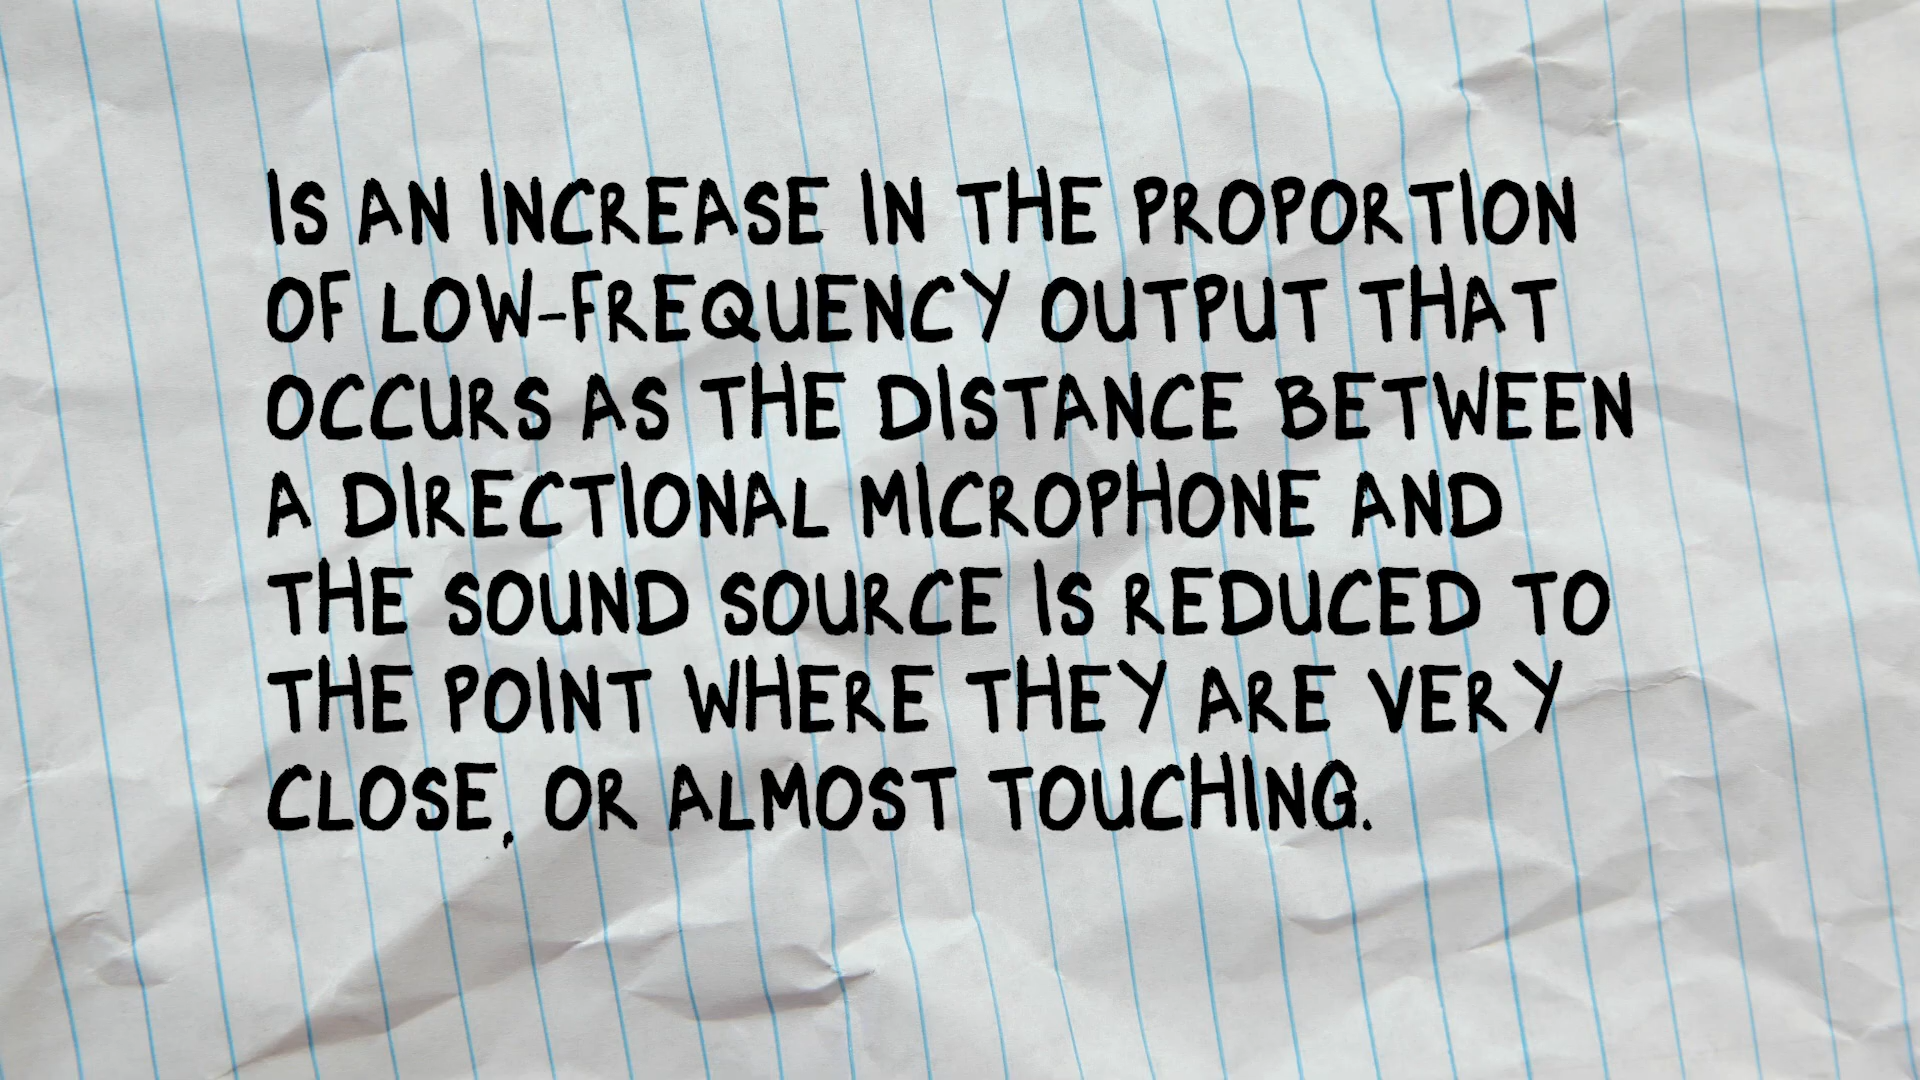 IS AN INCREASE IN THE PROPORTION
OF LOW-FREQUENCY OUTPUT THAT
OCCURS AS THE DISTANCE BETWEEN
A DIRECTIONAL MICROPHONE AND
THE SOUND SOURCE IS REDUCED TO
THE POINT WHERE THEY ARE VERY
CLOSE, OR ALMOST TOUCHING.